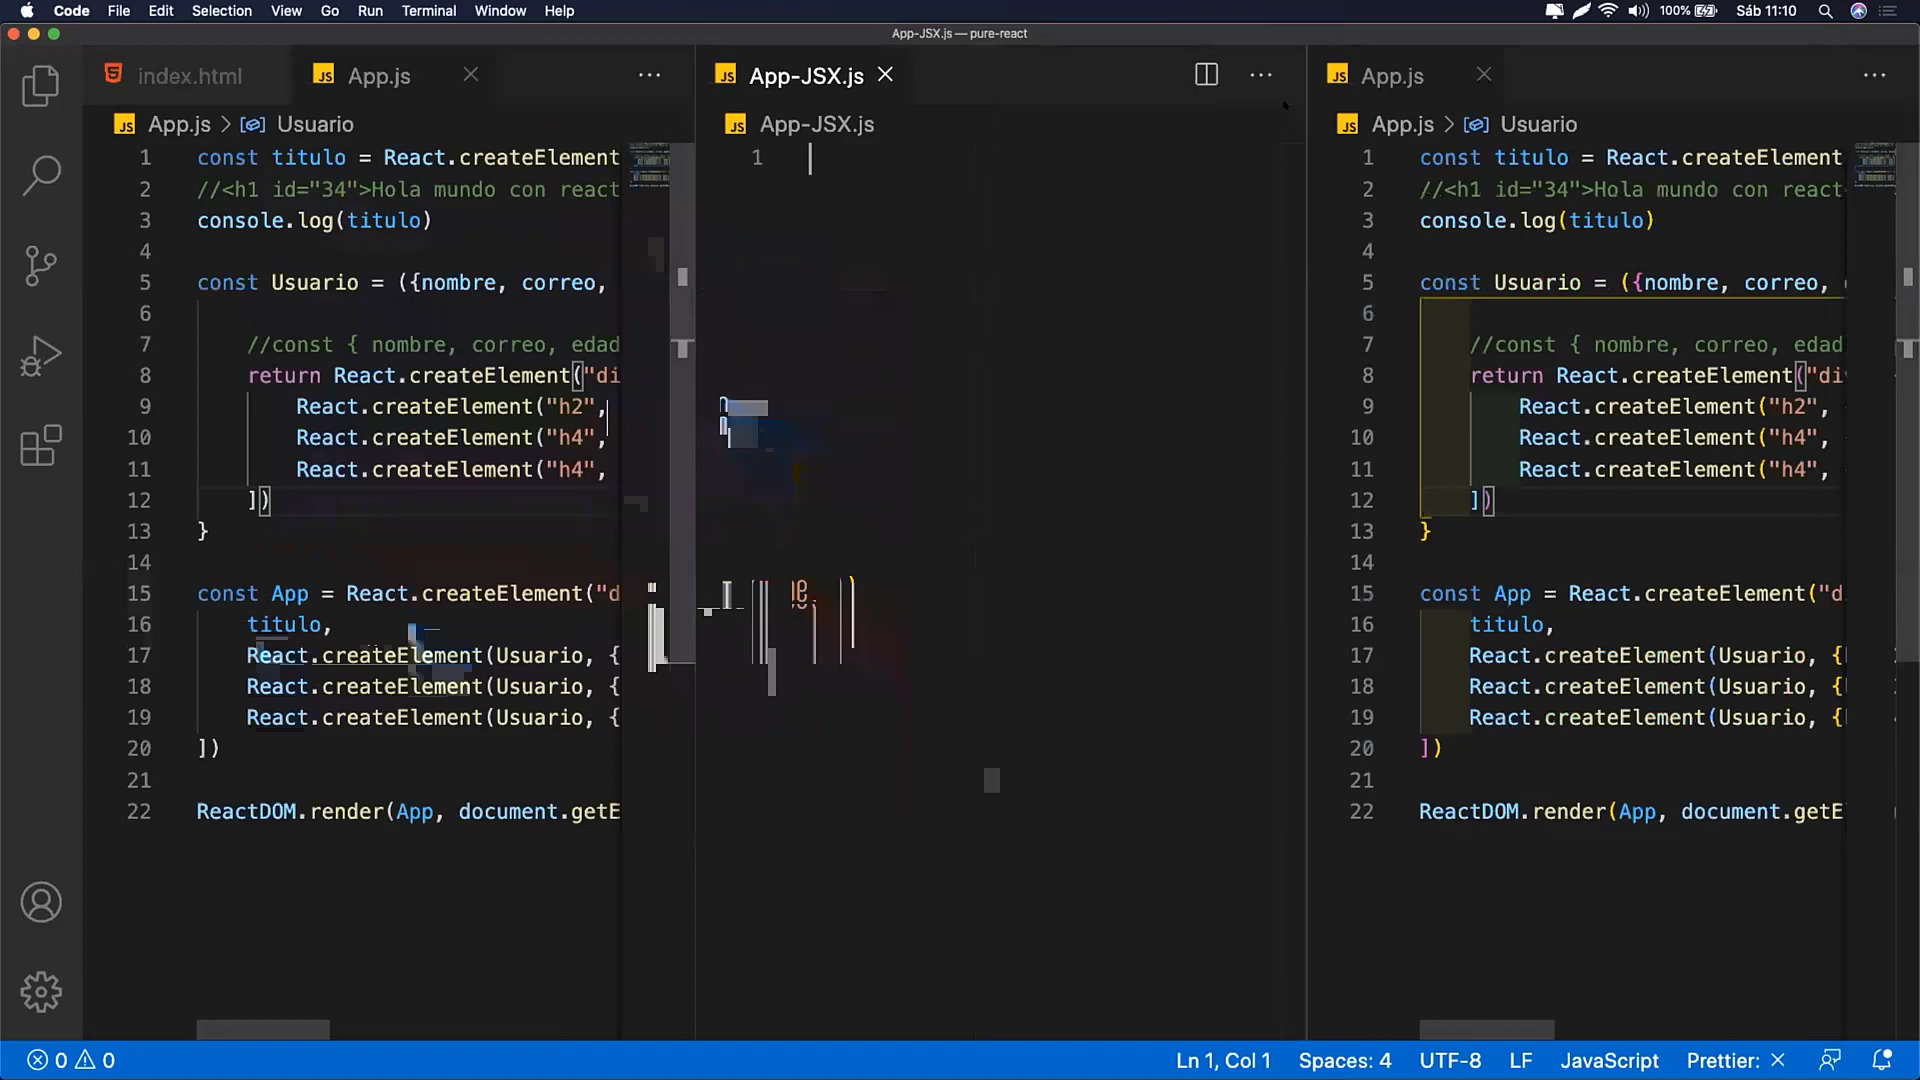 Code File Edit Selection View Go Run Terminal Window Help 100% Sáb 11:10
App-JSX.js — pure-react
JS index.html
JS App.js
JS App.js > Usuario
1 const titulo = React.createElement
2 //<h1 id="34">Hola mundo con react
3 console.log(titulo)
4
5 const Usuario = ({nombre, correo,
6
7 //const { nombre, correo, edad
8 return React.createElement("di
9 React.createElement("h2",
10 React.createElement("h4",
11 React.createElement("h4",
12 ])
13 }
14
15 const App = React.createElement("d
16 titulo,
17 React.createElement(Usuario, {
18 React.createElement(Usuario, {
19 React.createElement(Usuario, {
20 ])
21
22 ReactDOM.render(App, document.getE
JS App-JSX.js
JS App-JSX.js
1
JS App.js
JS App.js > Usuario
1 const titulo = React.createElement
2 //<h1 id="34">Hola mundo con react
3 console.log(titulo)
4
5 const Usuario = ({nombre, correo,
6
7 //const { nombre, correo, edad
8 return React.createElement("di
9 React.createElement("h2",
10 React.createElement("h4",
11 React.createElement("h4",
12 ])
13 }
14
15 const App = React.createElement("d
16 titulo,
17 React.createElement(Usuario, {
18 React.createElement(Usuario, {
19 React.createElement(Usuario, {
20 ])
21
22 ReactDOM.render(App, document.getE
0 0 Ln 1, Col 1 Spaces: 4 UTF-8 LF JavaScript Prettier: ×